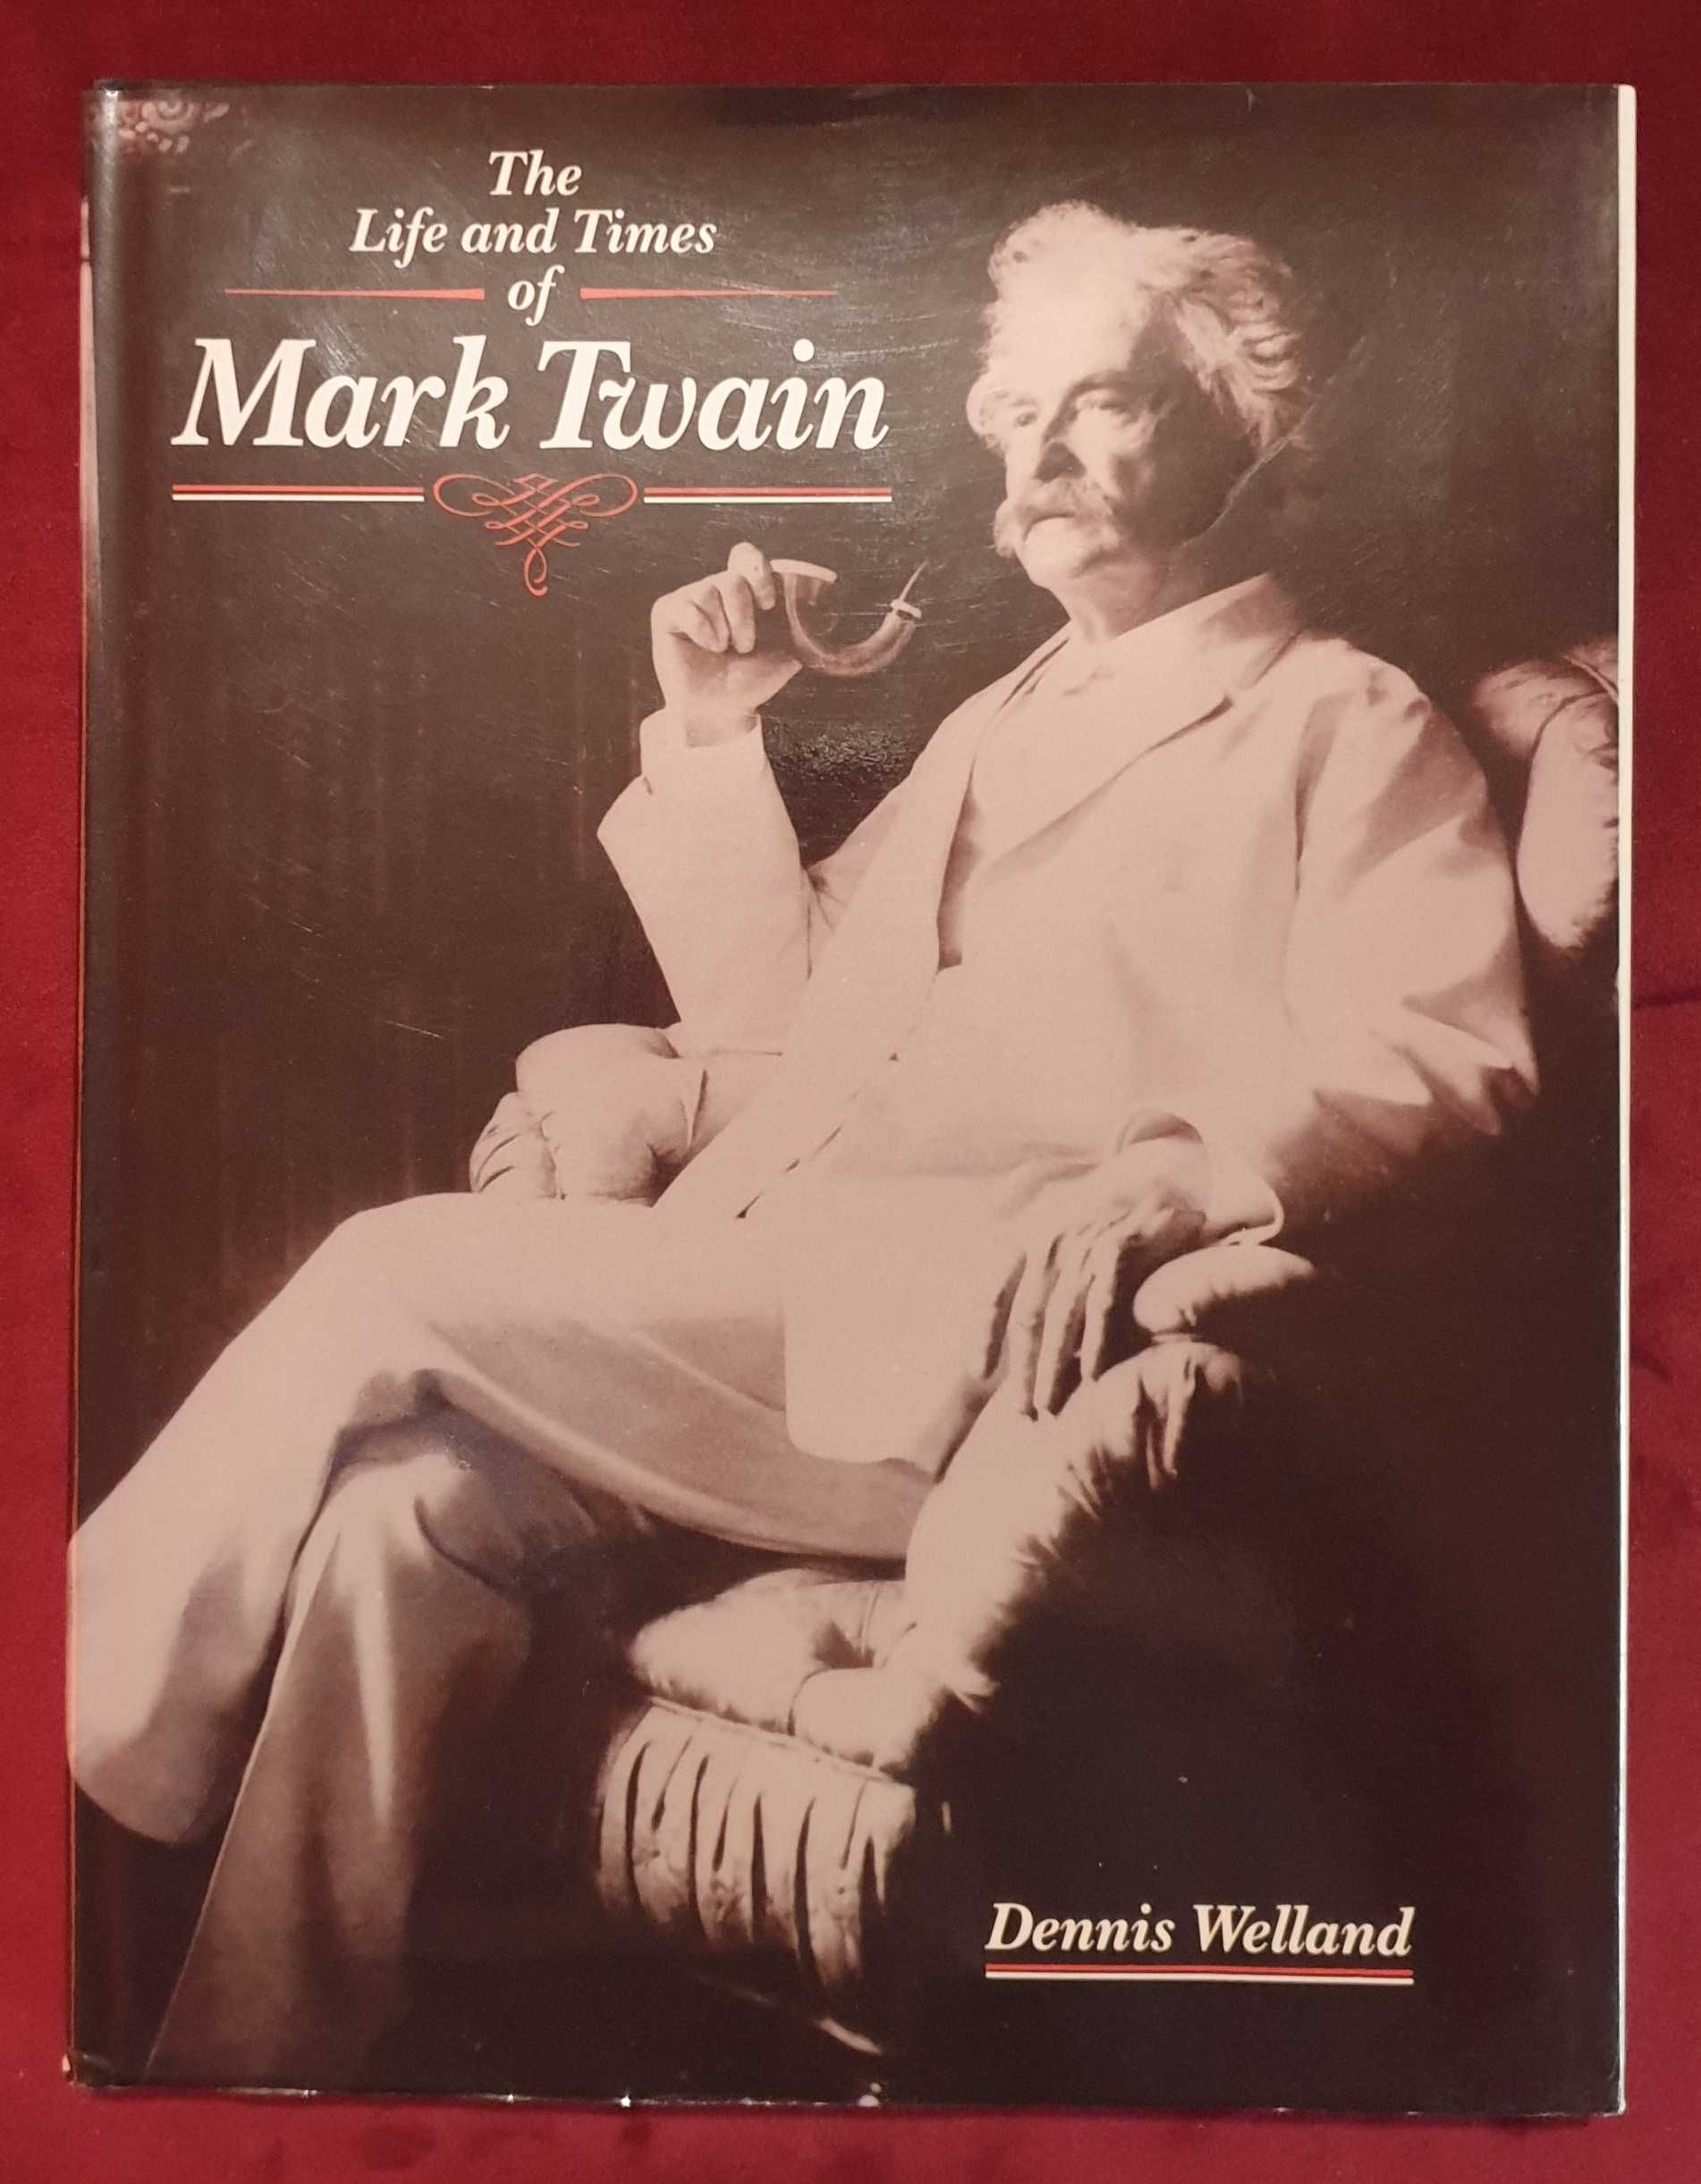 The
Life and Times
of
Mark Twain
Dennis Welland